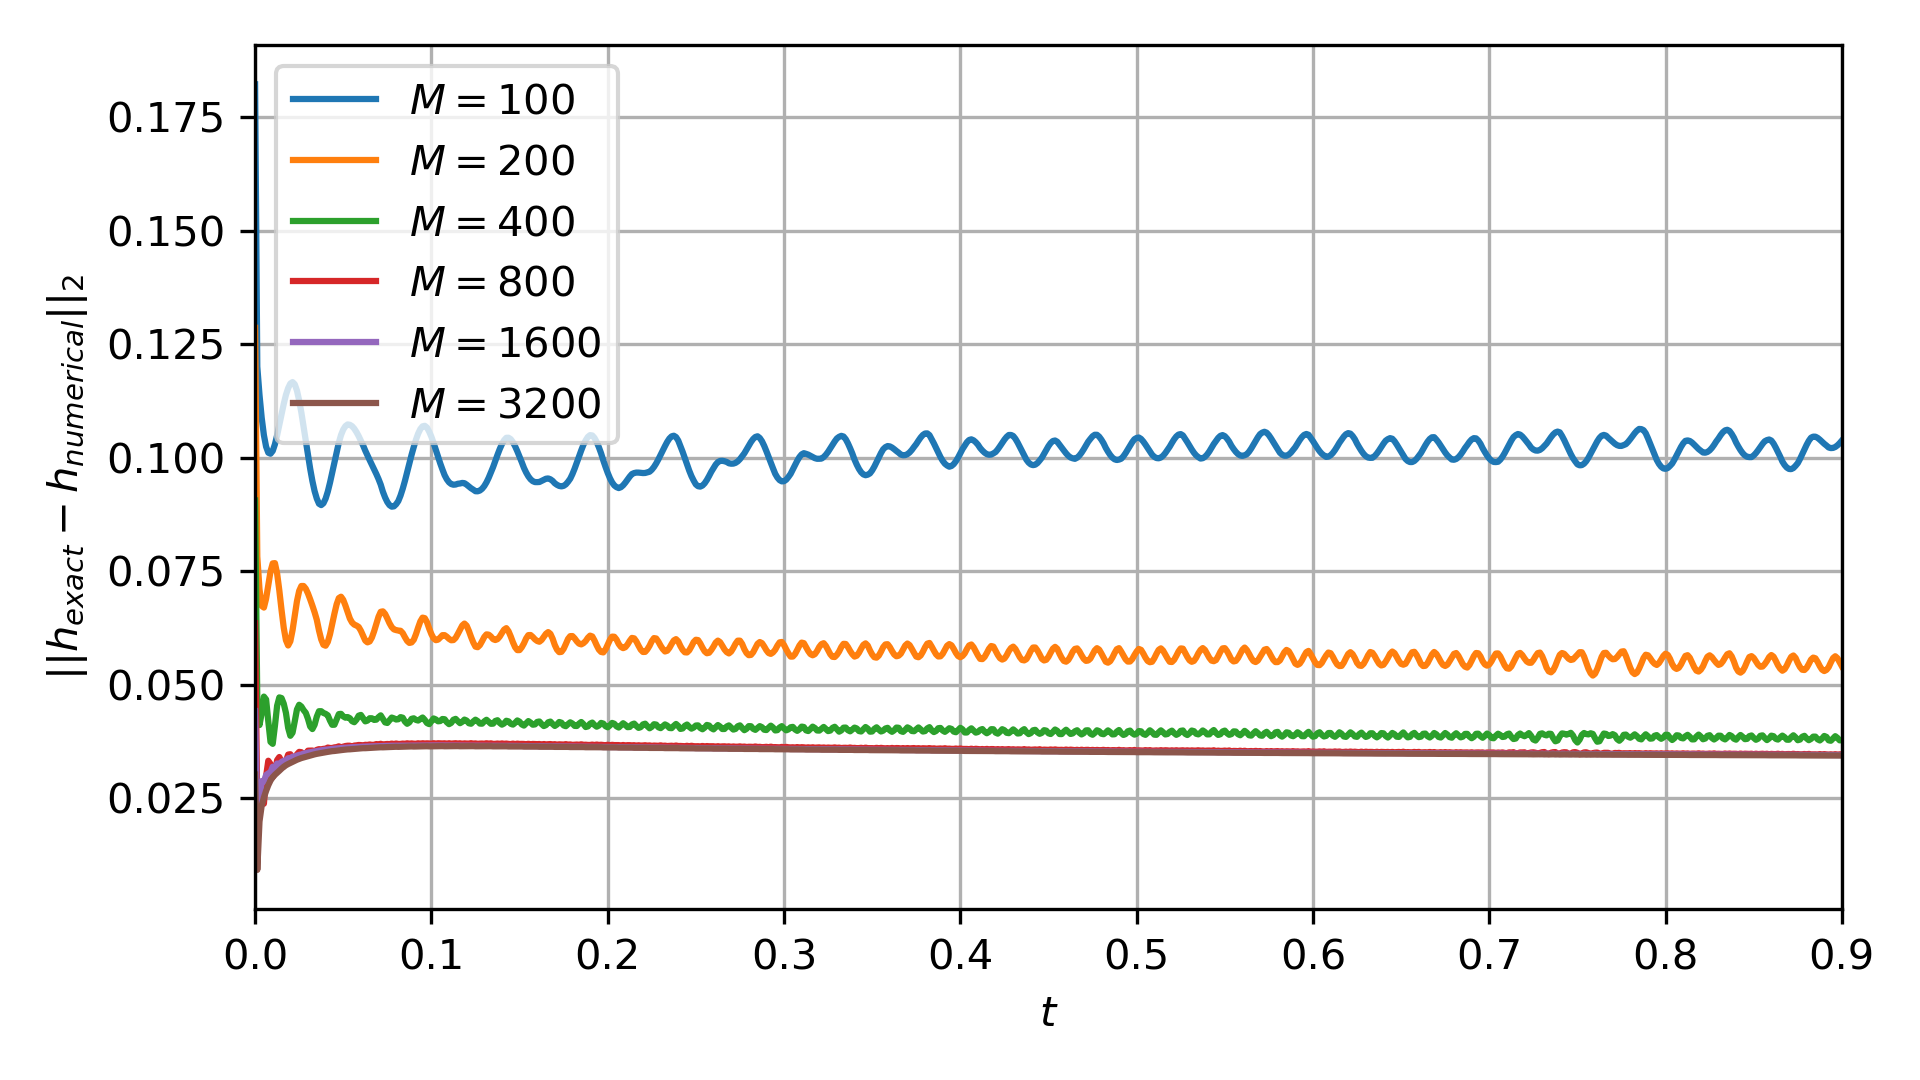 M = 100
M = 200
M = 400
M = 800
M = 1600
M = 3200
||h_exact − h_numerical||_2
0.175
0.150
0.125
0.100
0.075
0.050
0.025
0.0 0.1 0.2 0.3 0.4 0.5 0.6 0.7 0.8 0.9
t